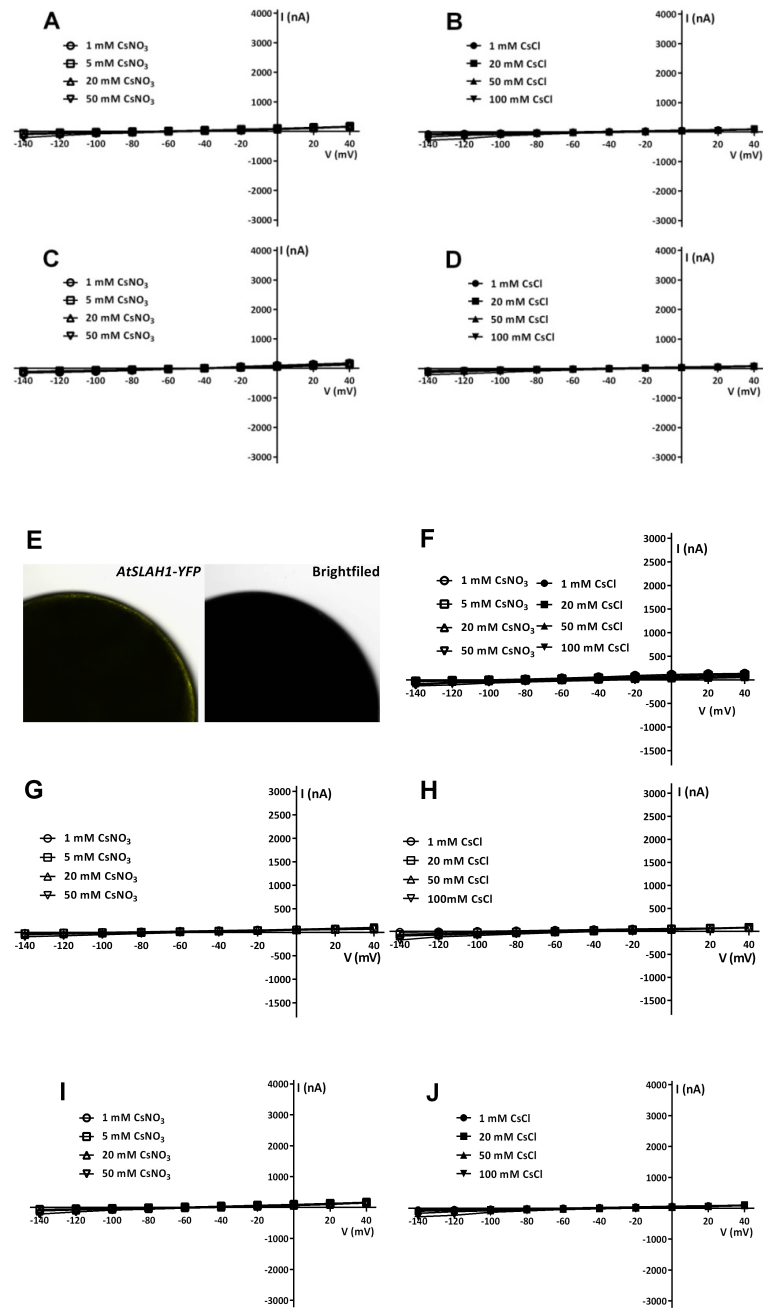 A
I (nA)
1 mM CsNO₃
5 mM CsNO₃
20 mM CsNO₃
50 mM CsNO₃
4000
3000
2000
1000
-1000
-2000
-3000
-140 -120 -100 -80 -60 -40 -20 20 40
V (mV)
B
I (nA)
1 mM CsCl
20 mM CsCl
50 mM CsCl
100 mM CsCl
4000
3000
2000
1000
-1000
-2000
-3000
-140 -120 -100 -80 -60 -40 -20 20 40
V (mV)
C
I (nA)
1 mM CsNO₃
5 mM CsNO₃
20 mM CsNO₃
50 mM CsNO₃
4000
3000
2000
1000
-1000
-2000
-3000
-140 -120 -100 -80 -60 -40 -20 20 40
V (mV)
D
I (nA)
1 mM CsCl
20 mM CsCl
50 mM CsCl
100 mM CsCl
4000
3000
2000
1000
-1000
-2000
-3000
-140 -120 -100 -80 -60 -40 -20 20 40
V (mV)
E
AtSLAH1-YFP
Brightfiled
F
I (nA)
1 mM CsNO₃ 1 mM CsCl
5 mM CsNO₃ 20 mM CsCl
20 mM CsNO₃ 50 mM CsCl
50 mM CsNO₃ 100 mM CsCl
3000
2500
2000
1500
1000
500
-500
-1000
-1500
-140 -120 -100 -80 -60 -40 -20 20 40
V (mV)
G
I (nA)
1 mM CsNO₃
5 mM CsNO₃
20 mM CsNO₃
50 mM CsNO₃
3000
2500
2000
1500
1000
500
-500
-1000
-1500
-140 -120 -100 -80 -60 -40 -20 20 40
V (mV)
H
I (nA)
1 mM CsCl
20 mM CsCl
50 mM CsCl
100mM CsCl
3000
2500
2000
1500
1000
500
-500
-1000
-1500
-140 -120 -100 -80 -60 -40 -20 20 40
V (mV)
I
I (nA)
1 mM CsNO₃
5 mM CsNO₃
20 mM CsNO₃
50 mM CsNO₃
4000
3000
2000
1000
-1000
-2000
-3000
-140 -120 -100 -80 -60 -40 -20 20 40
V (mV)
J
I (nA)
1 mM CsCl
20 mM CsCl
50 mM CsCl
100 mM CsCl
4000
3000
2000
1000
-1000
-2000
-3000
-140 -120 -100 -80 -60 -40 -20 20 40
V (mV)